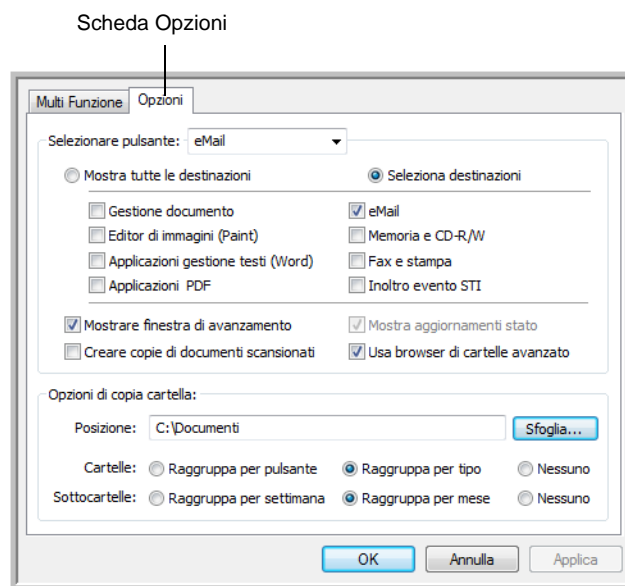 Scheda Opzioni
Multi Funzione Opzioni
Selezionare pulsante: eMail
Mostra tutte le destinazioni Seleziona destinazioni
Gestione documento eMail
Editor di immagini (Paint) Memoria e CD-R/W
Applicazioni gestione testi (Word) Fax e stampa
Applicazioni PDF Inoltro evento STI
Mostrare finestra di avanzamento Mostra aggiornamenti stato
Creare copie di documenti scansionati Usa browser di cartelle avanzato
Opzioni di copia cartella:
Posizione: C:\Documenti Sfoglia...
Cartelle: Raggruppa per pulsante Raggruppa per tipo Nessuno
Sottocartelle: Raggruppa per settimana Raggruppa per mese Nessuno
OK Annulla Applica